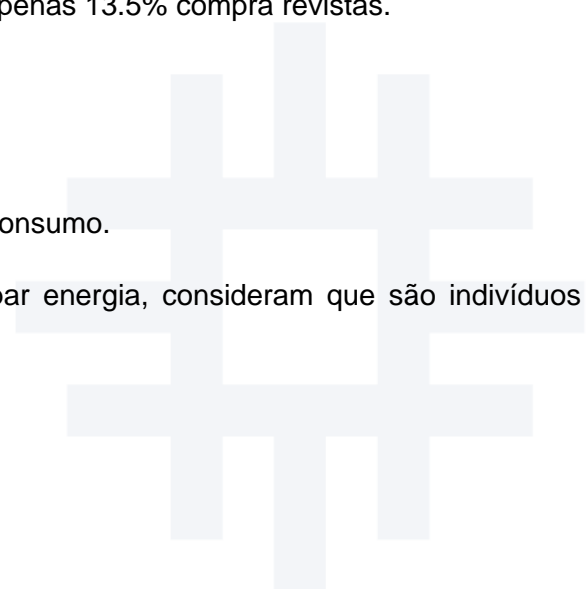 penas 13.5% compra revistas.
onsumo.
par energia, consideram que são indivíduos